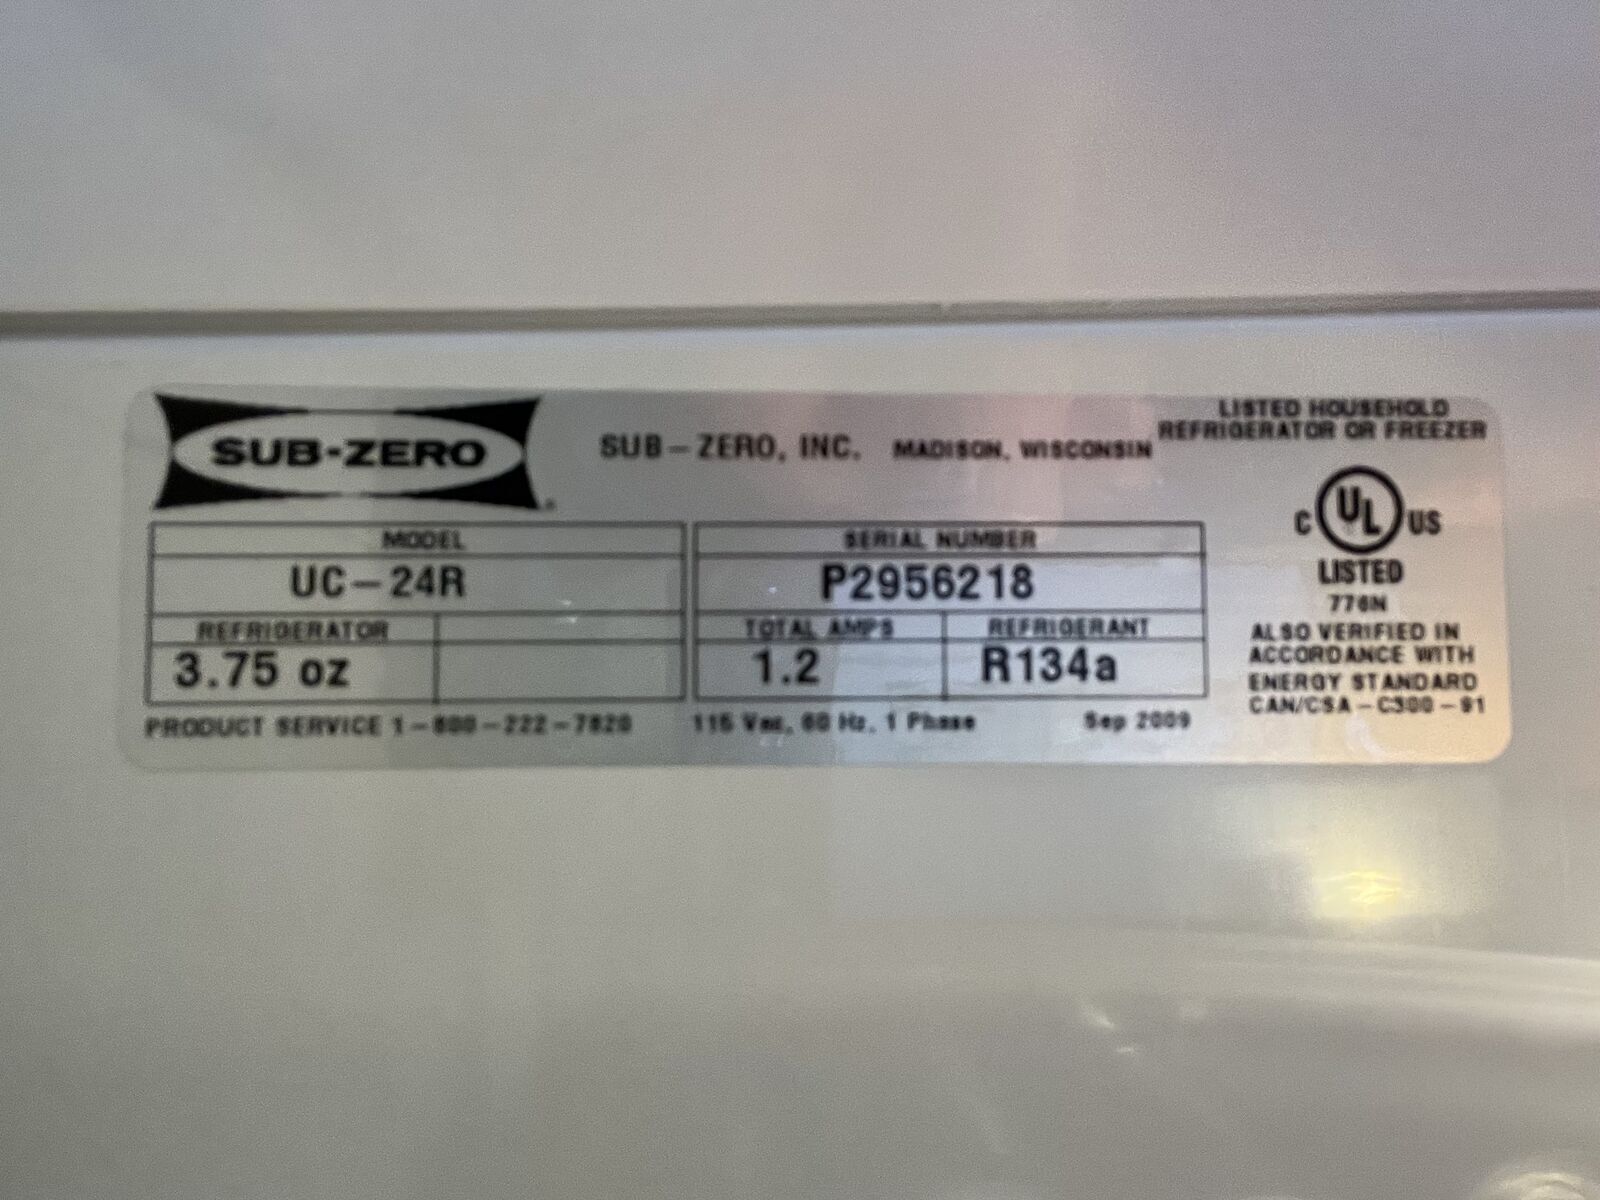 SUB-ZERO
SUB-ZERO, INC. MADISON, WISCONSIN
LISTED HOUSEHOLD
REFRIGERATOR OR FREEZER
MODEL
UC-24R
REFRIGERATOR
3.75 oz
SERIAL NUMBER
P2956218
TOTAL AMPS
1.2
REFRIGERANT
R134a
PRODUCT SERVICE 1-800-222-7820
115 Vac, 60 Hz, 1 Phase
Sep 2009
C UL US
LISTED
776N
ALSO VERIFIED IN
ACCORDANCE WITH
ENERGY STANDARD
CAN/CSA-C300-91